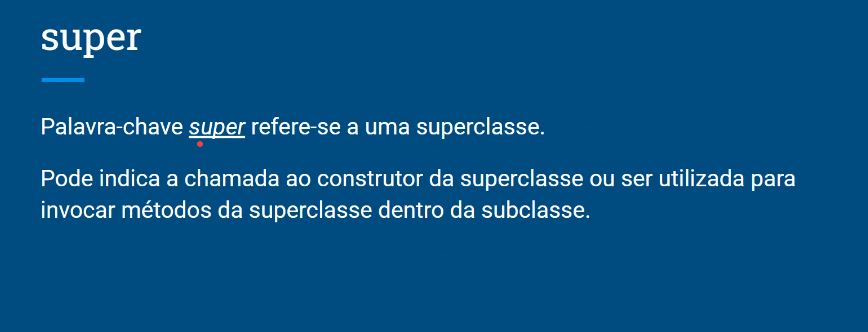 super
Palavra-chave super refere-se a uma superclasse.
Pode indica a chamada ao construtor da superclasse ou ser utilizada para
invocar métodos da superclasse dentro da subclasse.